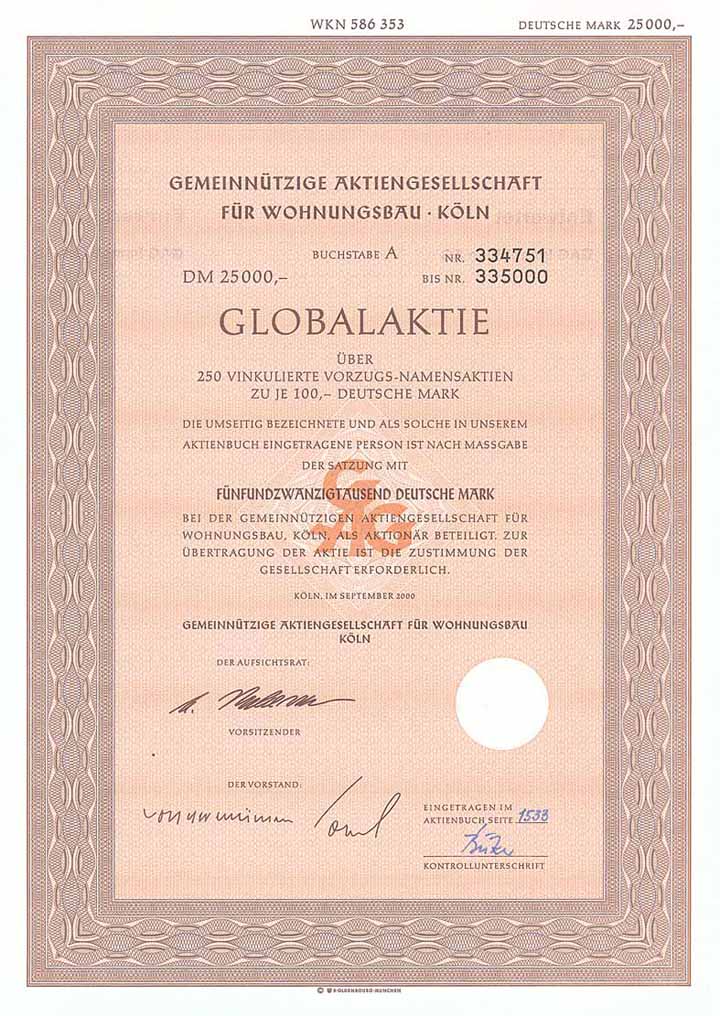 WKN 586 353
DEUTSCHE MARK 25000,–
GEMEINNÜTZIGE AKTIENGESELLSCHAFT
FÜR WOHNUNGSBAU · KÖLN
BUCHSTABE A
NR. 334751
DM 25000,–
BIS NR. 335000
GLOBALAKTIE
ÜBER
250 VINKULIERTE VORZUGS-NAMENSAKTIEN
ZU JE 100,– DEUTSCHE MARK
DIE UMSEITIG BEZEICHNETE UND ALS SOLCHE IN UNSEREM
AKTIENBUCH EINGETRAGENE PERSON IST NACH MASSGABE
DER SATZUNG MIT
FÜNFUNDZWANZIGTAUSEND DEUTSCHE MARK
BEI DER GEMEINNÜTZIGEN AKTIENGESELLSCHAFT FÜR
WOHNUNGSBAU, KÖLN, ALS AKTIONÄR BETEILIGT. ZUR
ÜBERTRAGUNG DER AKTIE IST DIE ZUSTIMMUNG DER
GESELLSCHAFT ERFORDERLICH.
GAG
KÖLN, IM SEPTEMBER 2000
GEMEINNÜTZIGE AKTIENGESELLSCHAFT FÜR WOHNUNGSBAU
KÖLN
DER AUFSICHTSRAT:
VORSITZENDER
DER VORSTAND:
EINGETRAGEN IM
AKTIENBUCH SEITE 1533
KONTROLLUNTERSCHRIFT
R·OLDENBOURG·MÜNCHEN